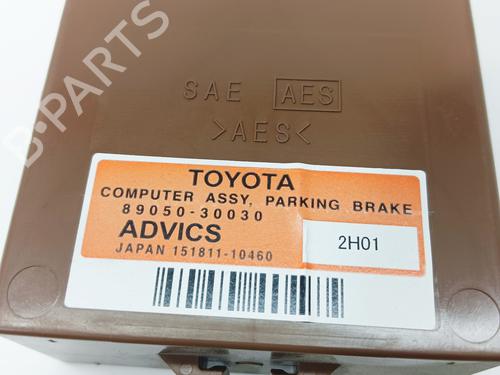 B-PARTS
SAE AES
>AES<
TOYOTA
COMPUTER ASSY, PARKING BRAKE
89050-30030
ADVICS
2H01
JAPAN 151811-10460